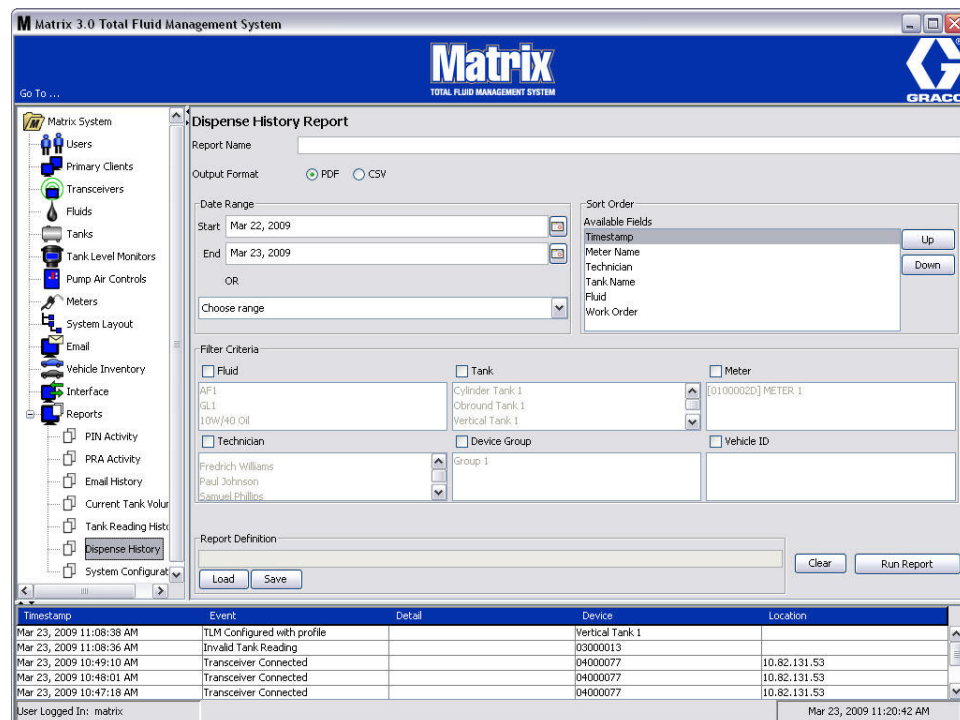 Matrix 3.0 Total Fluid Management System
Matrix
TOTAL FLUID MANAGEMENT SYSTEM
Go To ...
GRACO
Matrix System
Users
Primary Clients
Transceivers
Fluids
Tanks
Tank Level Monitors
Pump Air Controls
Meters
System Layout
Email
Vehicle Inventory
Interface
Reports
PIN Activity
PRA Activity
Email History
Current Tank Volur
Tank Reading Histo
Dispense History
System Configurat
Dispense History Report
Report Name
Output Format PDF CSV
Date Range
Start Mar 22, 2009
End Mar 23, 2009
OR
Choose range
Sort Order
Available Fields
Timestamp
Meter Name
Technician
Tank Name
Fluid
Work Order
Up
Down
Filter Criteria
Fluid
AF1
GL1
10W/40 Oil
Tank
Cylinder Tank 1
Obround Tank 1
Vertical Tank 1
Meter
[0100002D] METER 1
Technician
Fredrich Williams
Paul Johnson
Samuel Phillips
Device Group
Group 1
Vehicle ID
Report Definition
Load Save
Clear Run Report
Timestamp Event Detail Device Location
Mar 23, 2009 11:08:38 AM TLM Configured with profile Vertical Tank 1
Mar 23, 2009 11:08:36 AM Invalid Tank Reading 03000013
Mar 23, 2009 10:49:10 AM Transceiver Connected 04000077 10.82.131.53
Mar 23, 2009 10:48:01 AM Transceiver Connected 04000077 10.82.131.53
Mar 23, 2009 10:47:18 AM Transceiver Connected 04000077 10.82.131.53
User Logged In: matrix Mar 23, 2009 11:20:42 AM